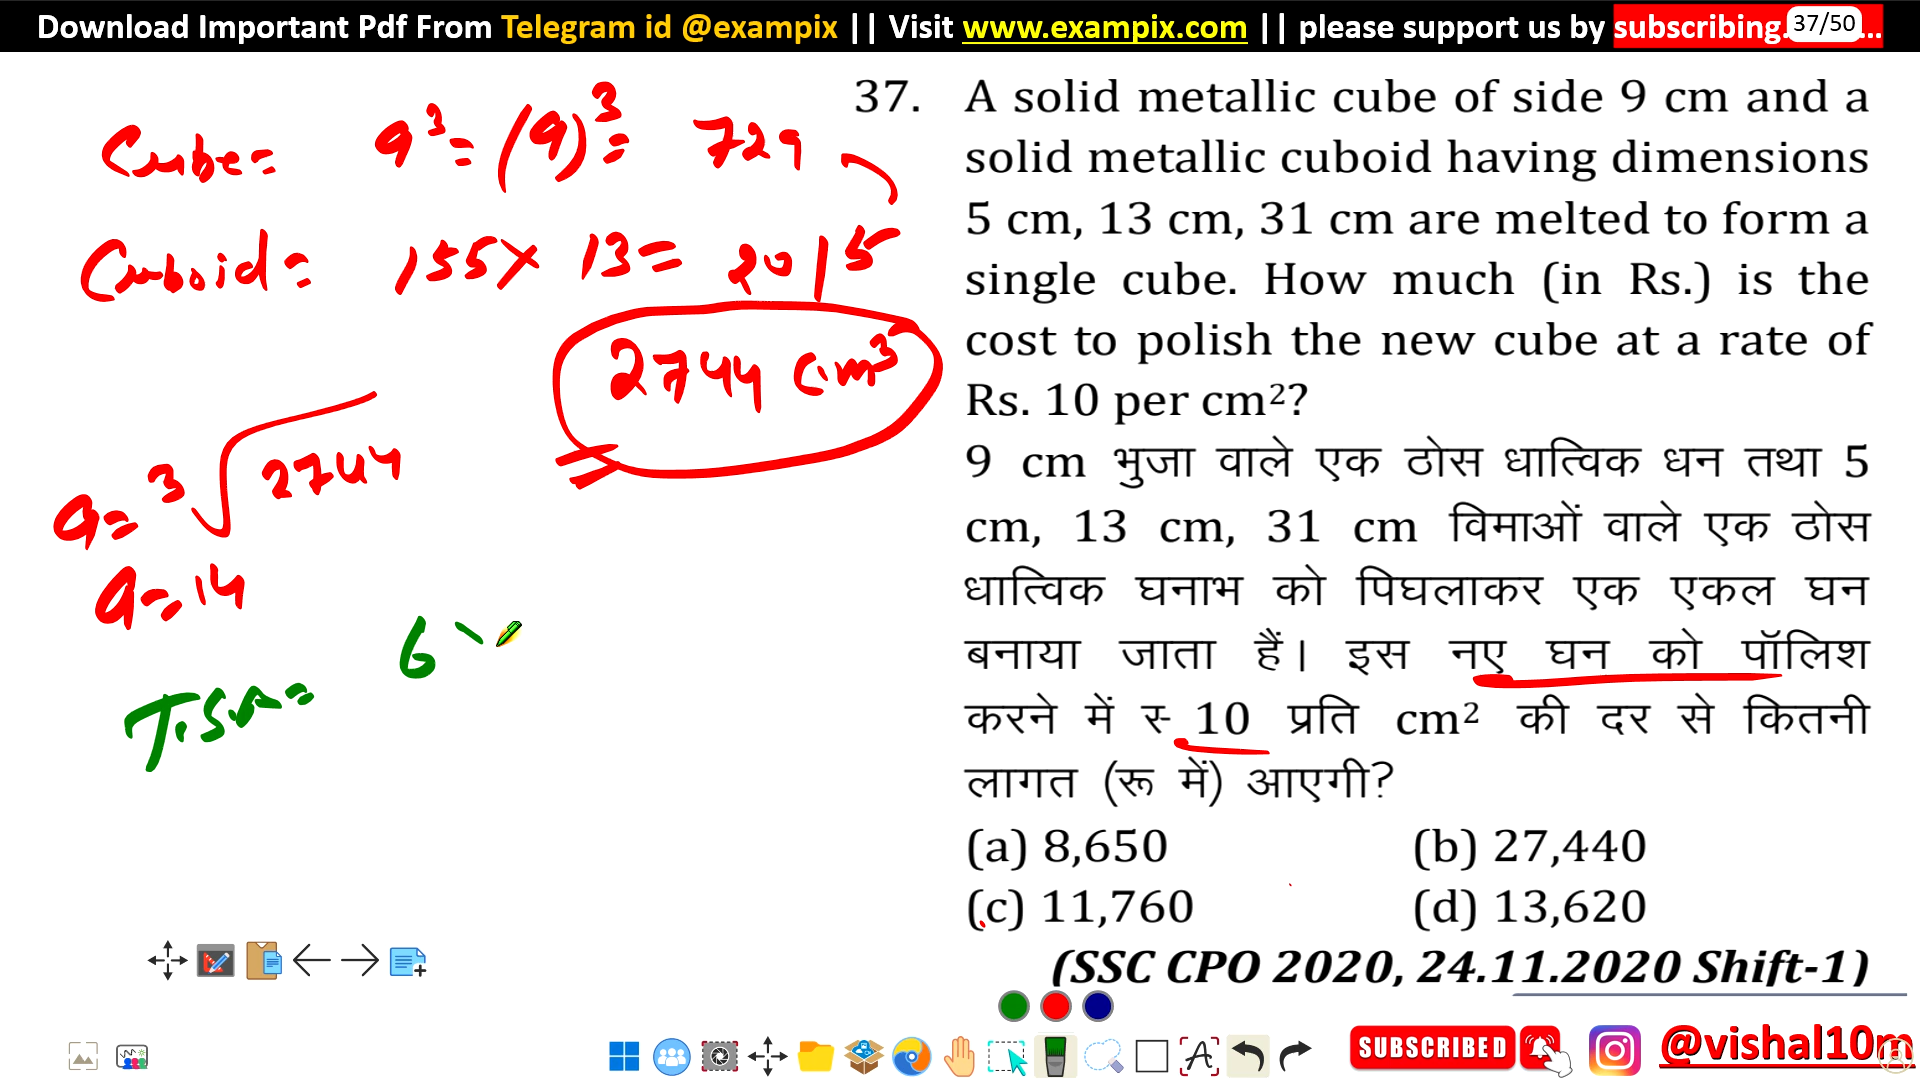 Download Important Pdf From Telegram id @exampix || Visit www.exampix.com || please support us by subscribing. 37/50 ...
37. A solid metallic cube of side 9 cm and a
solid metallic cuboid having dimensions
5 cm, 13 cm, 31 cm are melted to form a
single cube. How much (in Rs.) is the
cost to polish the new cube at a rate of
Rs. 10 per cm²?
9 cm भुजा वाले एक ठोस धात्विक धन तथा 5
cm, 13 cm, 31 cm विमाओं वाले एक ठोस
धात्विक घनाभ को पिघलाकर एक एकल घन
बनाया जाता हैं। इस नए घन को पॉलिश
करने में रु 10 प्रति cm² की दर से कितनी
लागत (रू में) आएगी?
(a) 8,650 (b) 27,440
(c) 11,760 (d) 13,620
(SSC CPO 2020, 24.11.2020 Shift-1)
Cube= a³= (9)³= 729
Cuboid= 155× 13= 2015
2744 cm³
a= ³√2744
a=14
T.S.A= 6
SUBSCRIBED
@vishal10m